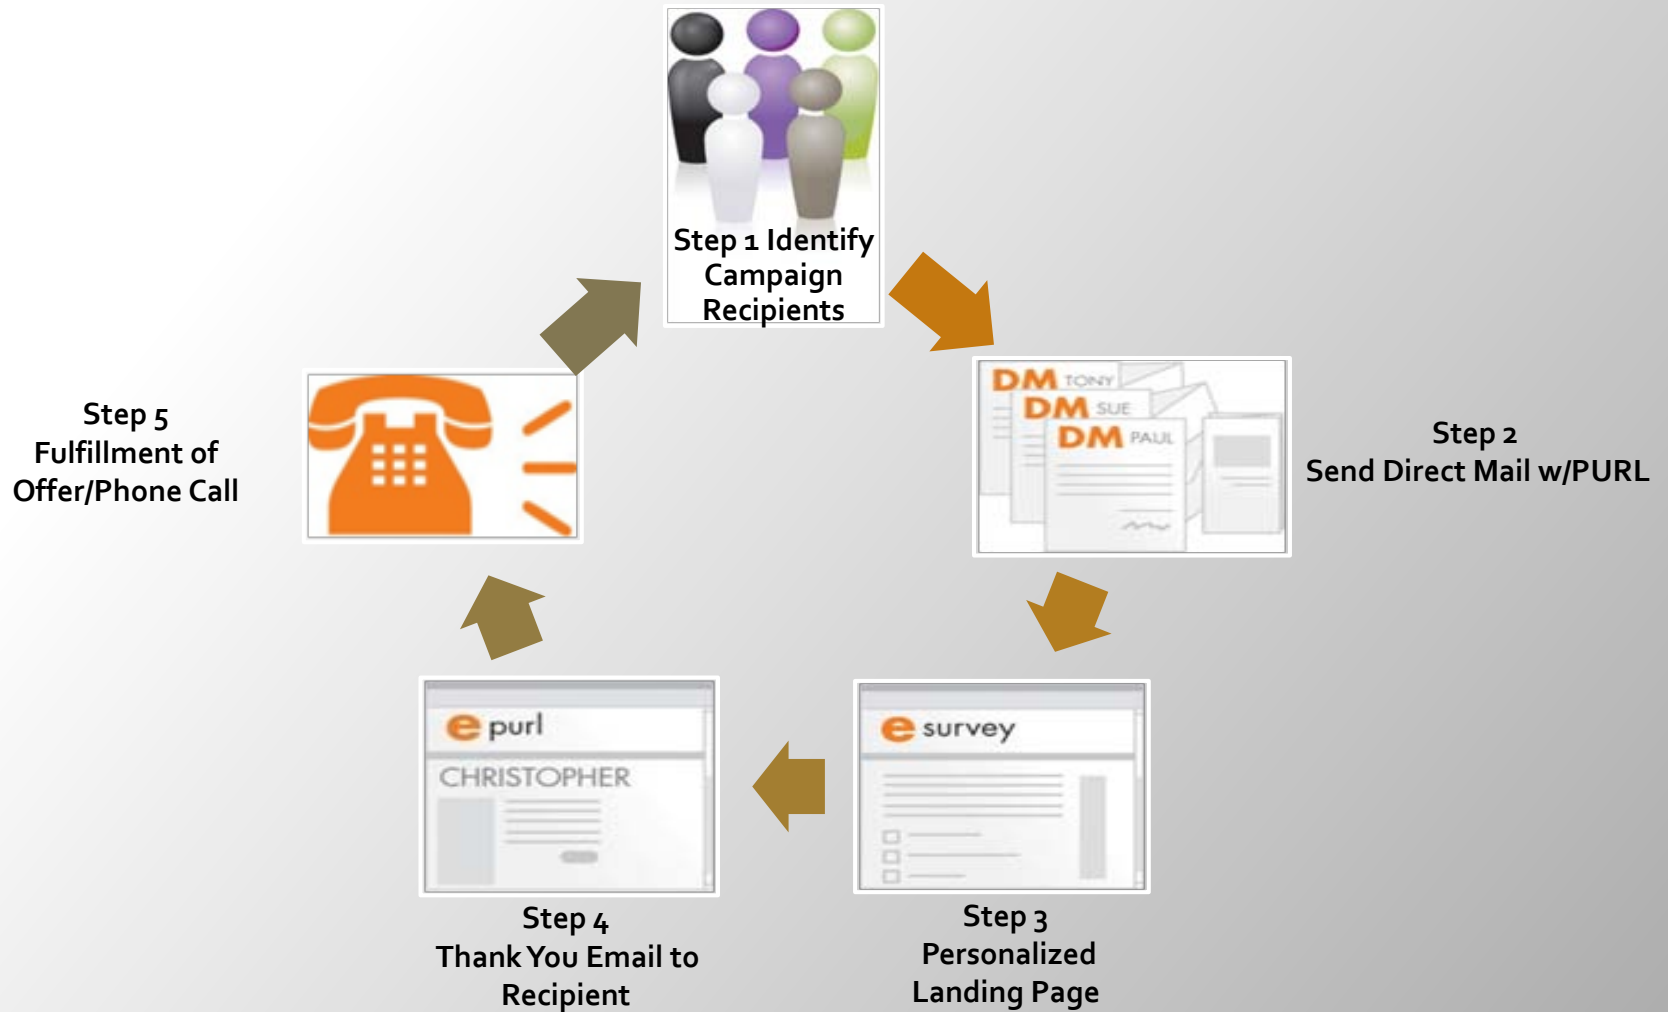 Step 1 Identify
Campaign
Recipients
DM TONY
DM SUE
DM PAUL
Step 2
Send Direct Mail w/PURL
e survey
Step 3
Personalized
Landing Page
e purl
CHRISTOPHER
Step 4
Thank You Email to
Recipient
Step 5
Fulfillment of
Offer/Phone Call